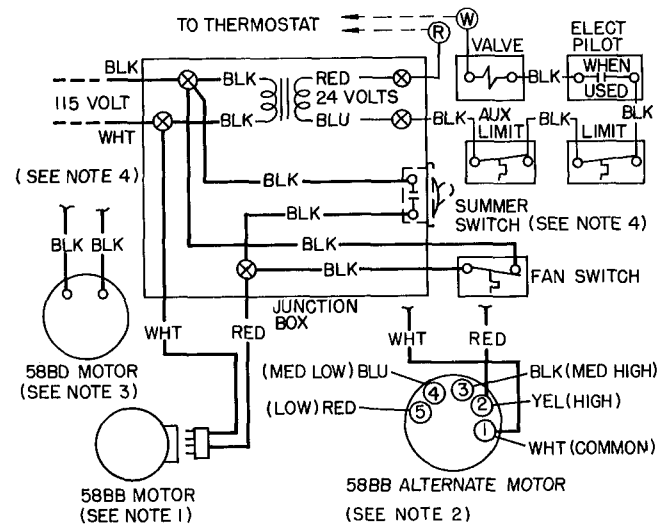 TO THERMOSTAT
W
R
VALVE
ELECT
PILOT
WHEN
USED
BLK
BLK
BLK
RED
BLK
115 VOLT
24 VOLTS
BLK
BLU
BLK
AUX
LIMIT
BLK
LIMIT
WHT
(SEE NOTE 4)
BLK
BLK
SUMMER
SWITCH (SEE NOTE 4)
BLK BLK
BLK
BLK
FAN SWITCH
JUNCTION
BOX
WHT
RED
WHT
RED
58BD MOTOR
(SEE NOTE 3)
(MED LOW) BLU
BLK (MED HIGH)
4
3
(LOW) RED
5
2
YEL (HIGH)
1
WHT (COMMON)
58BB MOTOR
(SEE NOTE 1)
58BB ALTERNATE MOTOR
(SEE NOTE 2)